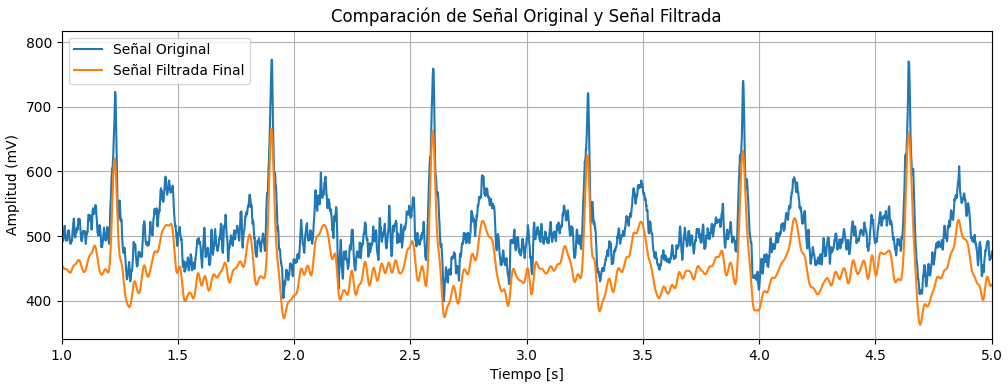 Comparación de Señal Original y Señal Filtrada
Señal Original
Señal Filtrada Final
Amplitud (mV)
800
700
600
500
400
1.0 1.5 2.0 2.5 3.0 3.5 4.0 4.5 5.0
Tiempo [s]